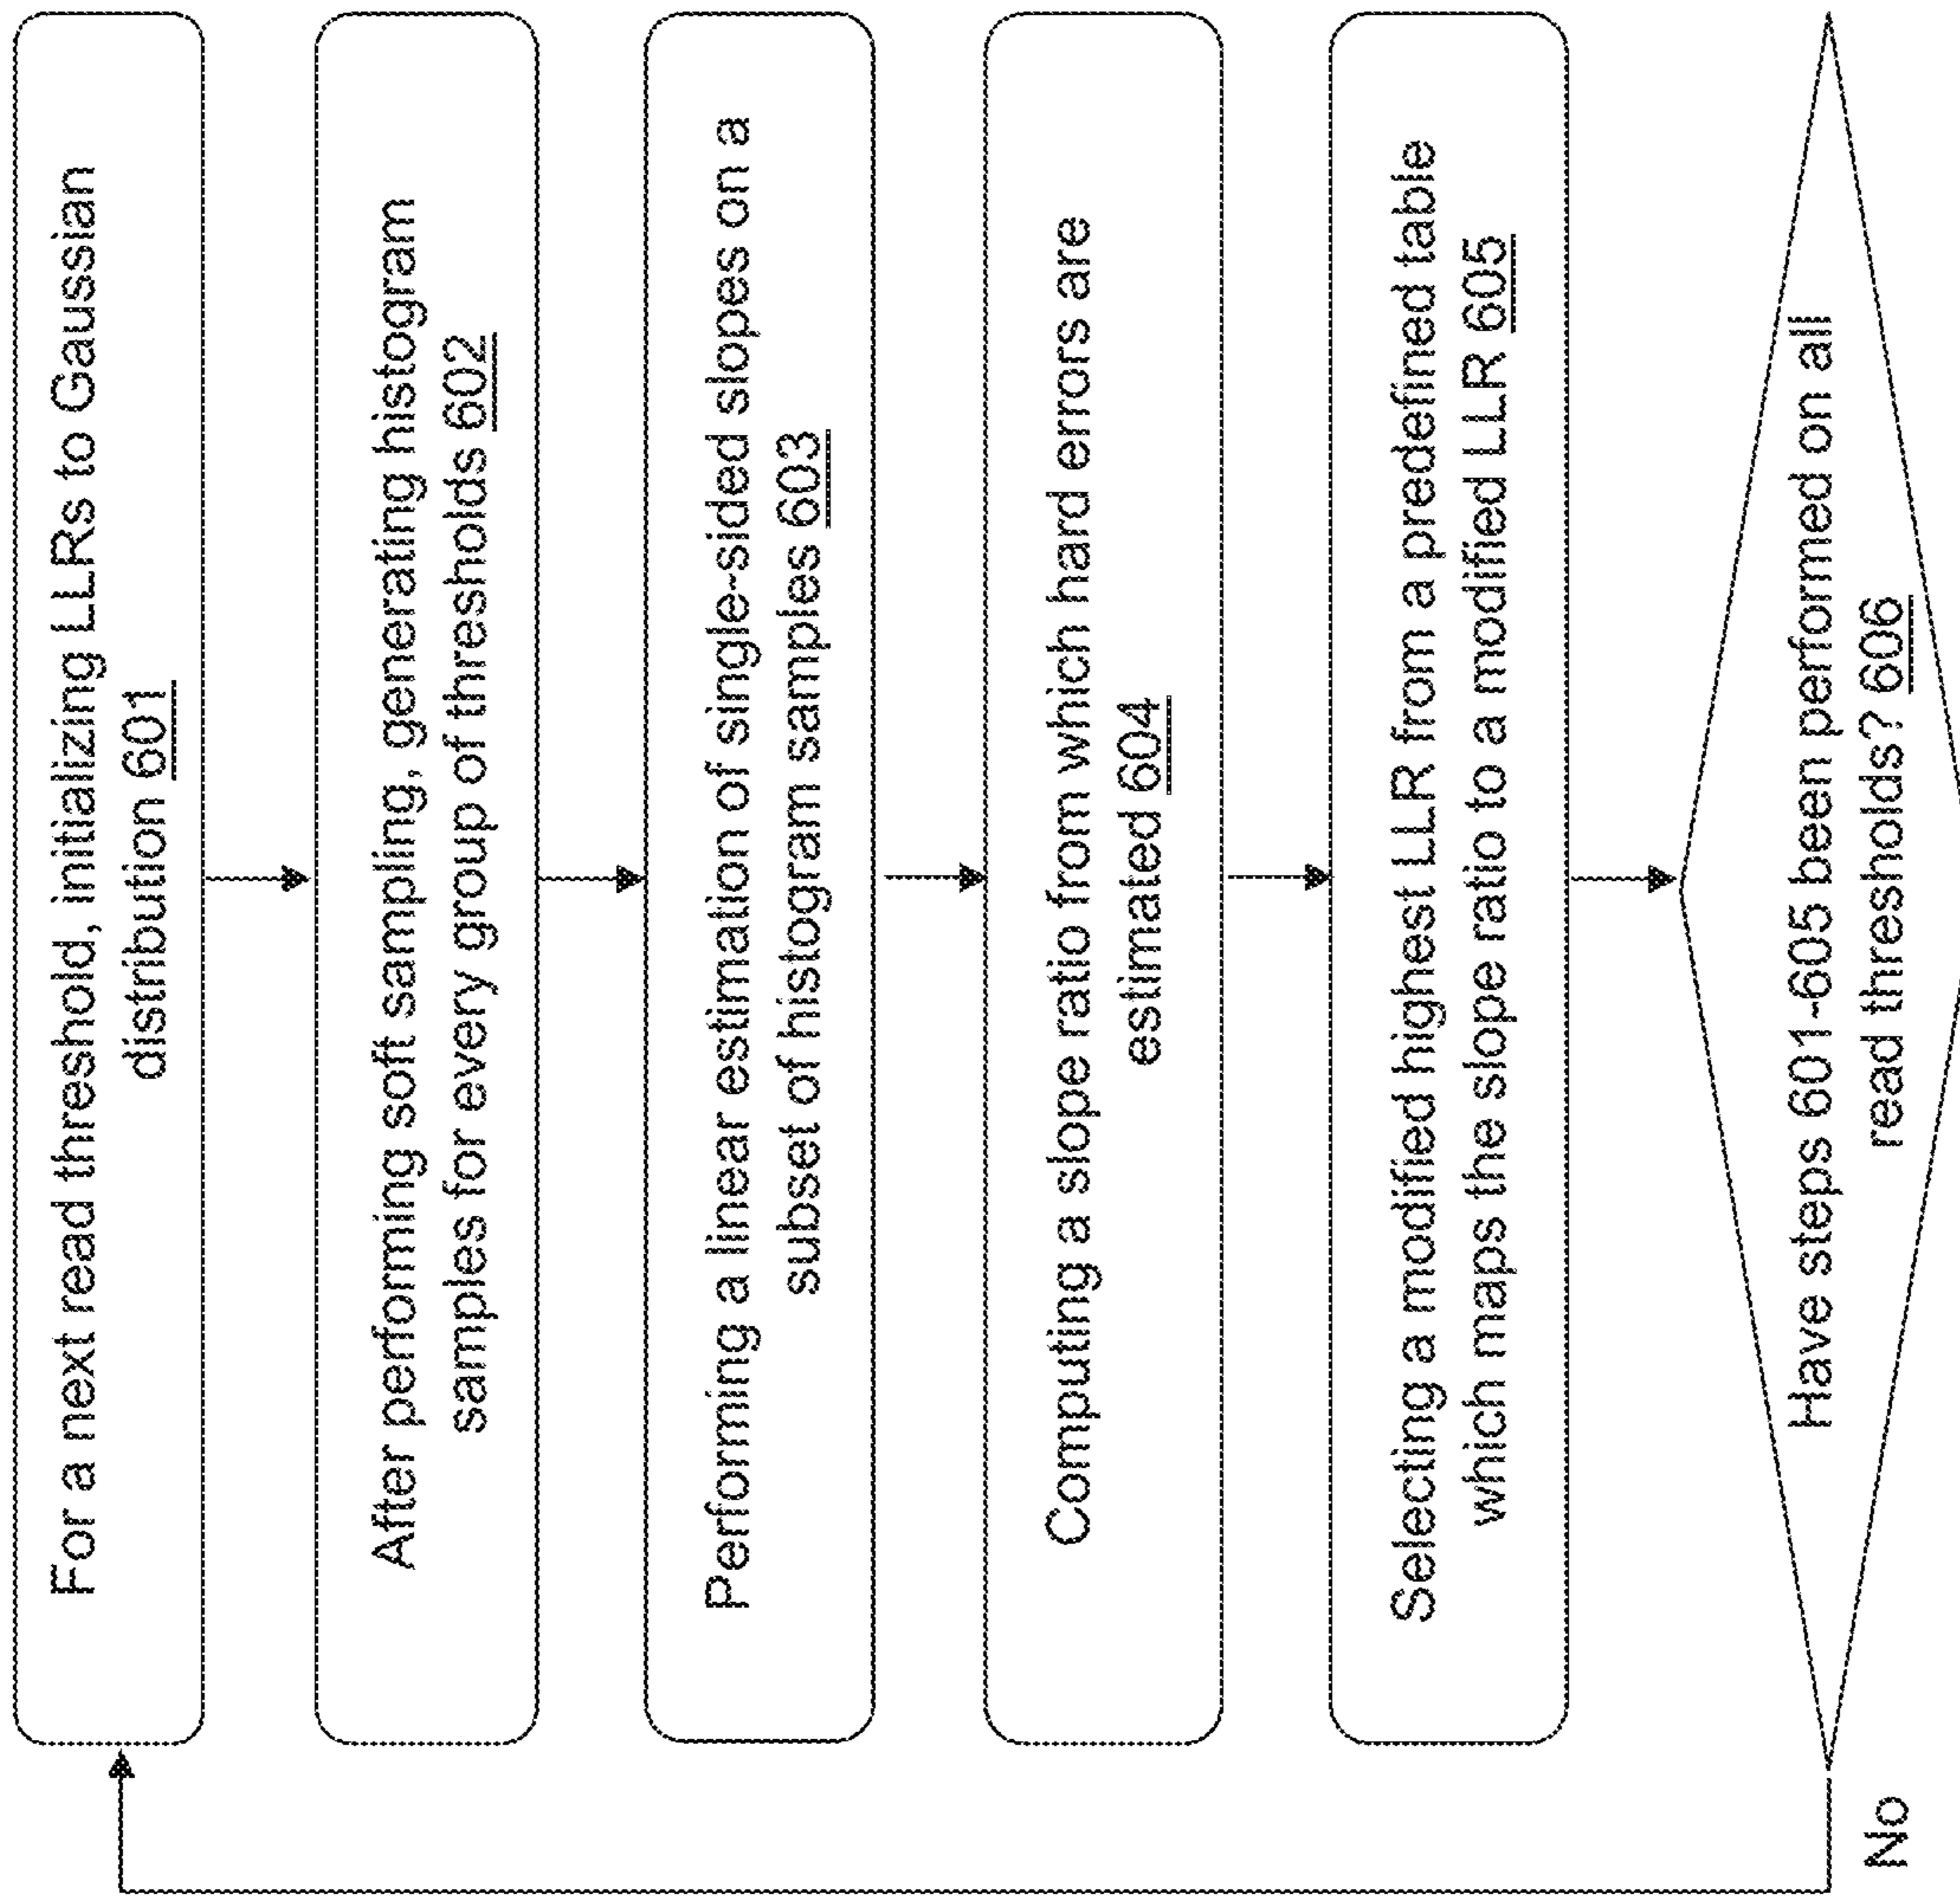 For a next read threshold, initializing LLRs to Gaussian
distribution 601
After performing soft sampling, generating histogram
samples for every group of thresholds 602
Performing a linear estimation of single-sided slopes on a
subset of histogram samples 603
Computing a slope ratio from which hard errors are
estimated 604
Selecting a modified highest LLR from a predefined table
which maps the slope ratio to a modified LLR 605
Have steps 601-605 been performed on all
read thresholds? 606
No